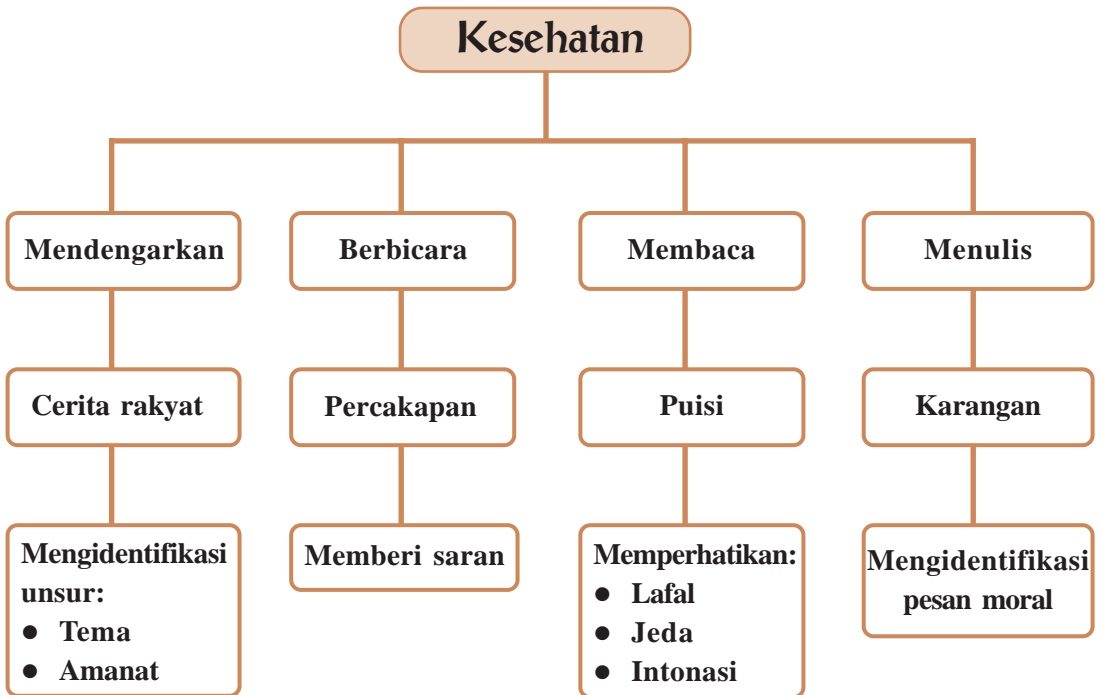 Kesehatan
Mendengarkan
Berbicara
Membaca
Menulis
Cerita rakyat
Percakapan
Puisi
Karangan
Mengidentifikasi
unsur:
● Tema
● Amanat
Memberi saran
Memperhatikan:
● Lafal
● Jeda
● Intonasi
Mengidentifikasi
pesan moral